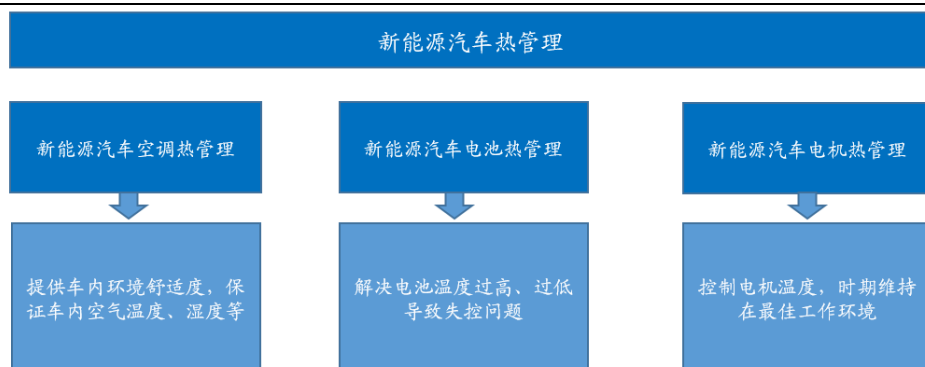 新能源汽车热管理
新能源汽车空调热管理
新能源汽车电池热管理
新能源汽车电机热管理
提供车内环境舒适度，保
证车内空气温度、湿度等
解决电池温度过高、过低
导致失控问题
控制电机温度，时期维持
在最佳工作环境